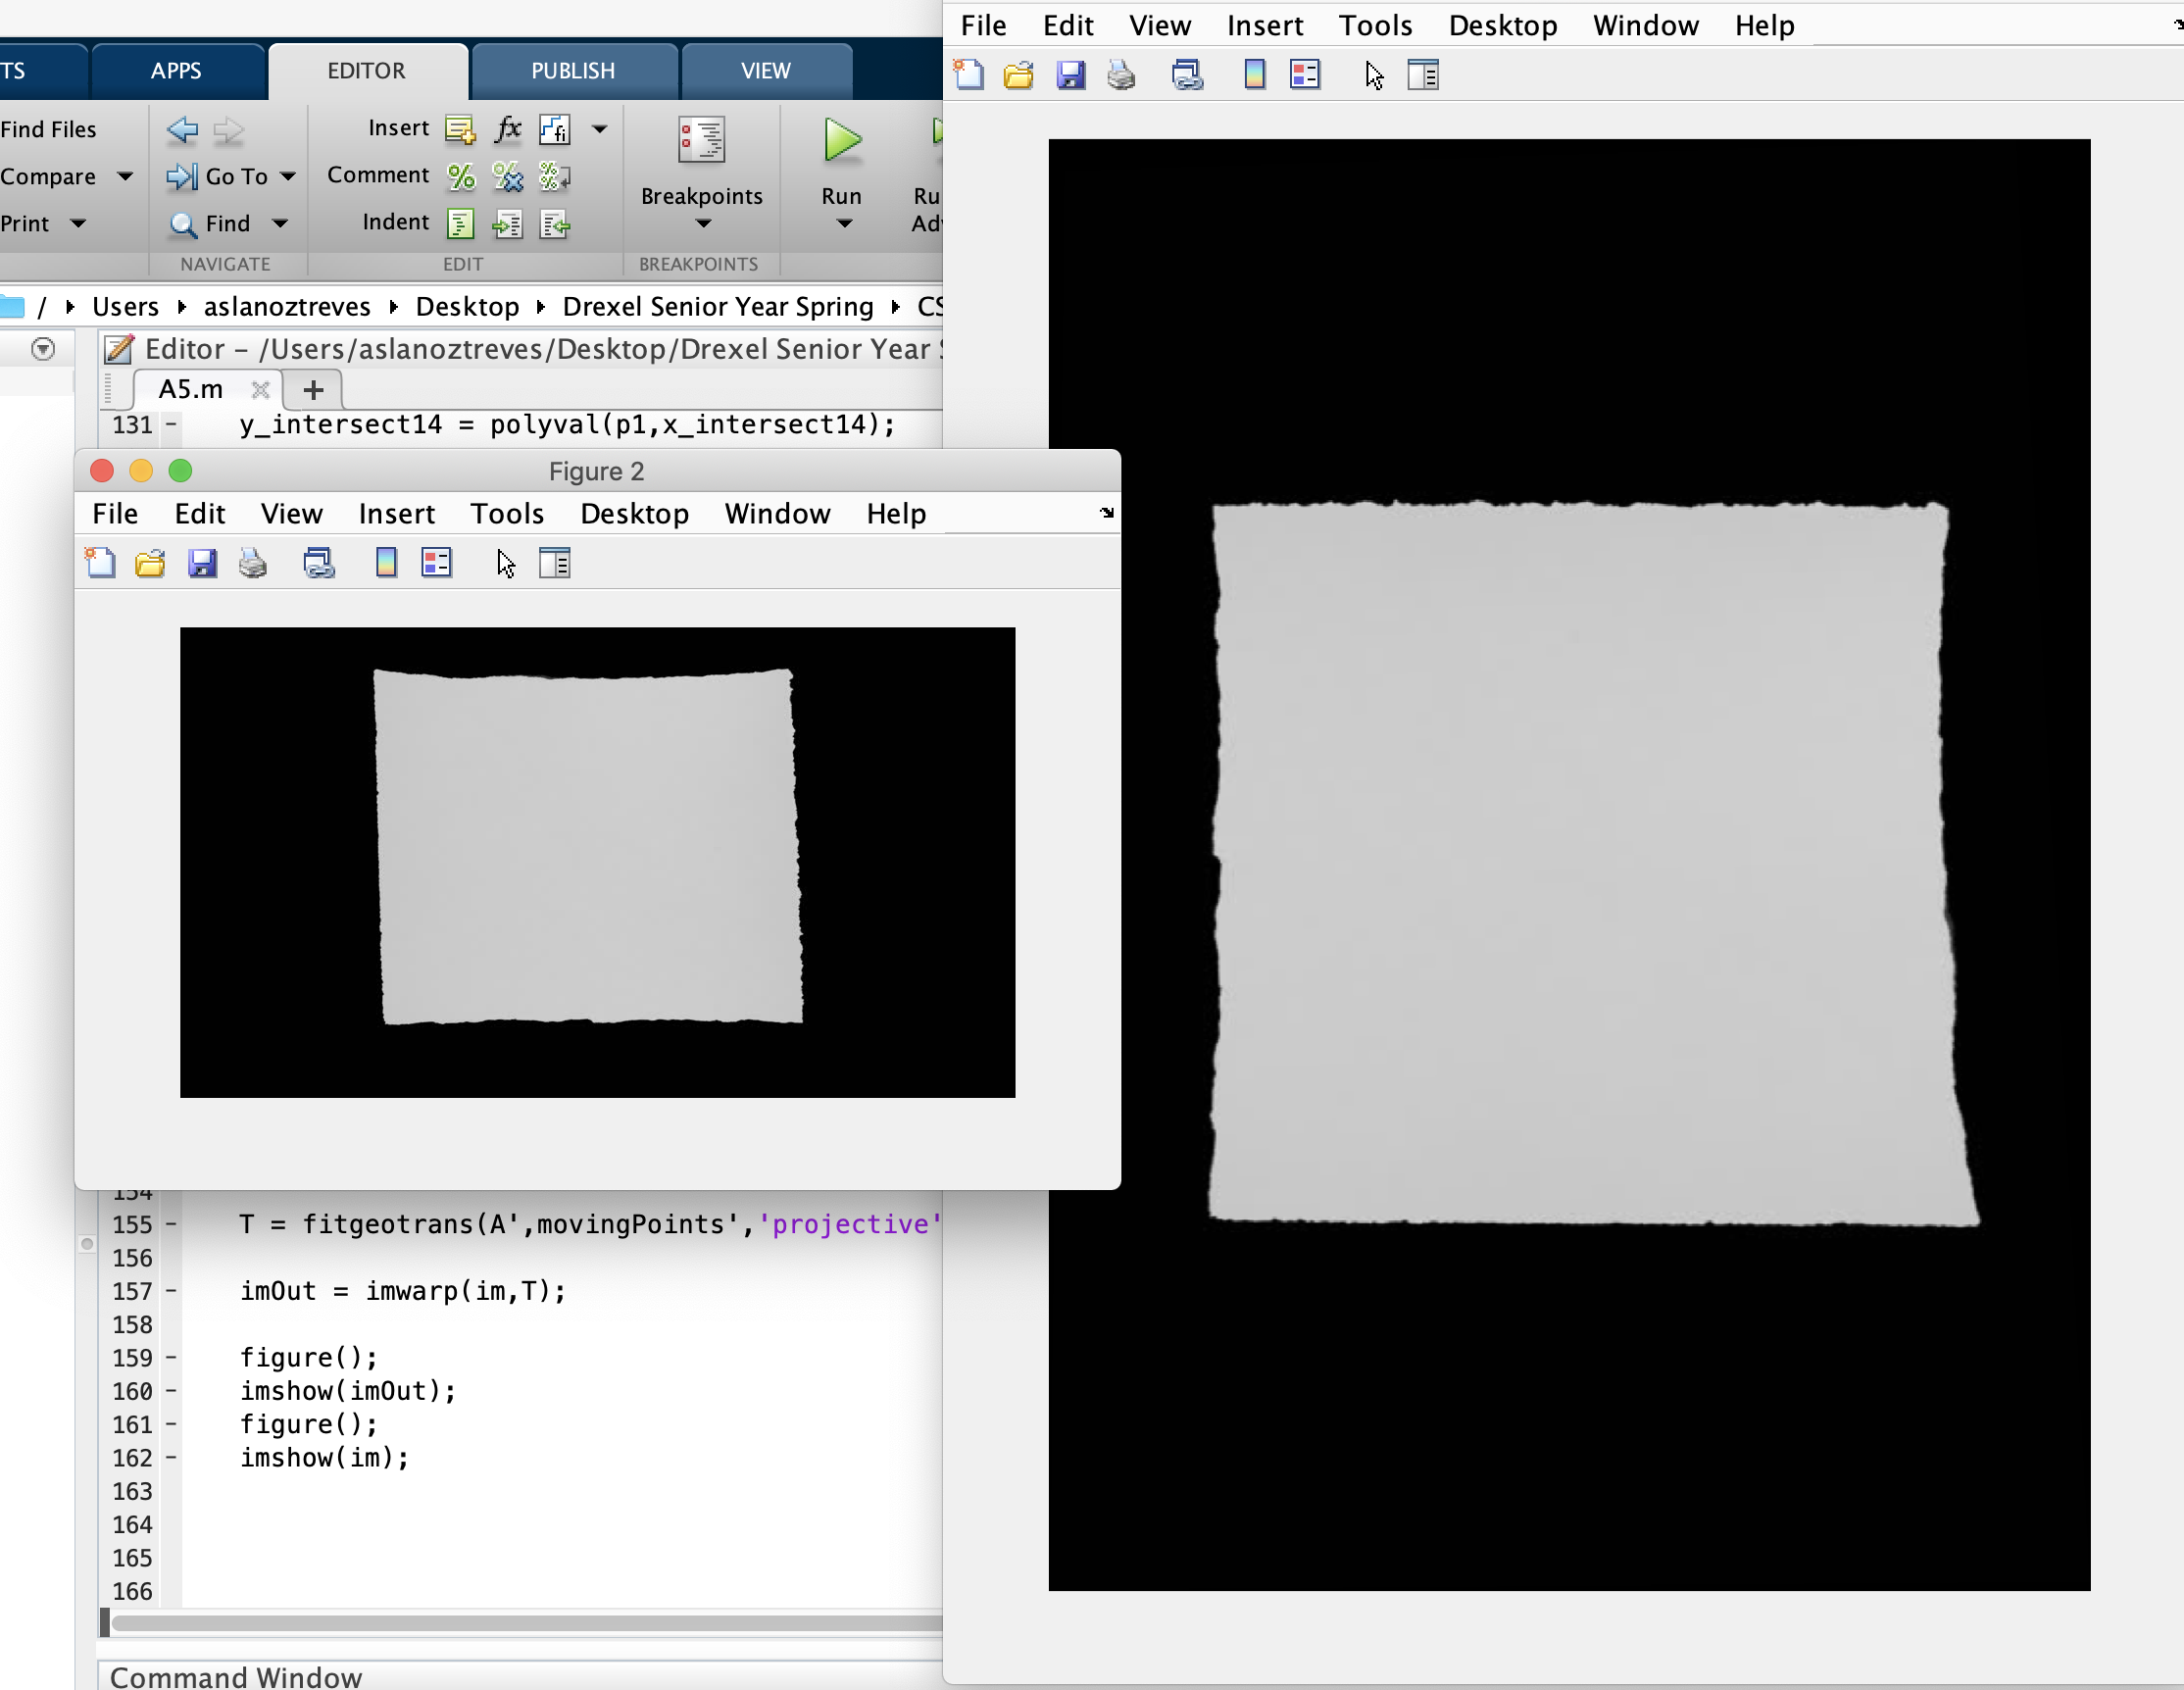 TS APPS EDITOR PUBLISH VIEW
Find Files
Compare
Print
Go To
Find
NAVIGATE
Insert
Comment
Indent
EDIT
Breakpoints
BREAKPOINTS
Run
Ru
Adv
/ Users aslanoztreves Desktop Drexel Senior Year Spring CS
Editor – /Users/aslanoztreves/Desktop/Drexel Senior Year S
A5.m
131 – y_intersect14 = polyval(p1,x_intersect14);
Figure 2
File Edit View Insert Tools Desktop Window Help
154
155 – T = fitgeotrans(A',movingPoints','projective'
156
157 – imOut = imwarp(im,T);
158
159 – figure();
160 – imshow(imOut);
161 – figure();
162 – imshow(im);
163
164
165
166
Command Window
File Edit View Insert Tools Desktop Window Help